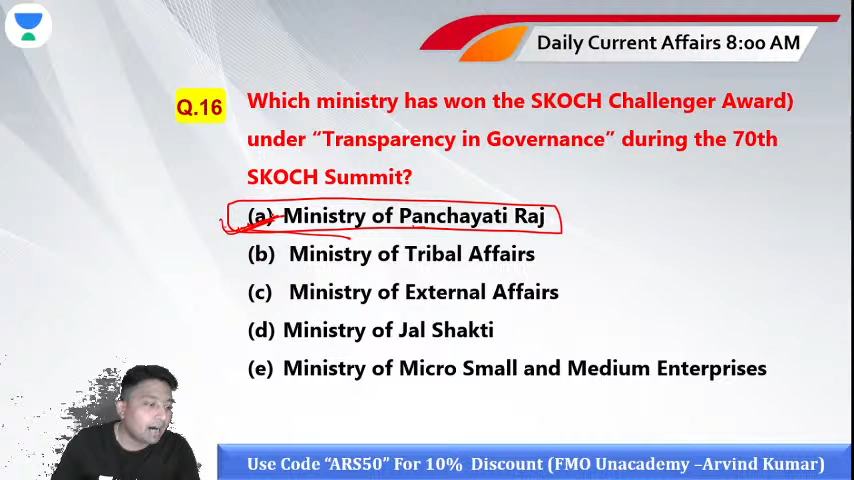 Daily Current Affairs 8:00 AM
Q.16
Which ministry has won the SKOCH Challenger Award)
under “Transparency in Governance” during the 70th
SKOCH Summit?
(a) Ministry of Panchayati Raj
(b) Ministry of Tribal Affairs
(c) Ministry of External Affairs
(d) Ministry of Jal Shakti
(e) Ministry of Micro Small and Medium Enterprises
Use Code “ARS50” For 10% Discount (FMO Unacademy –Arvind Kumar)